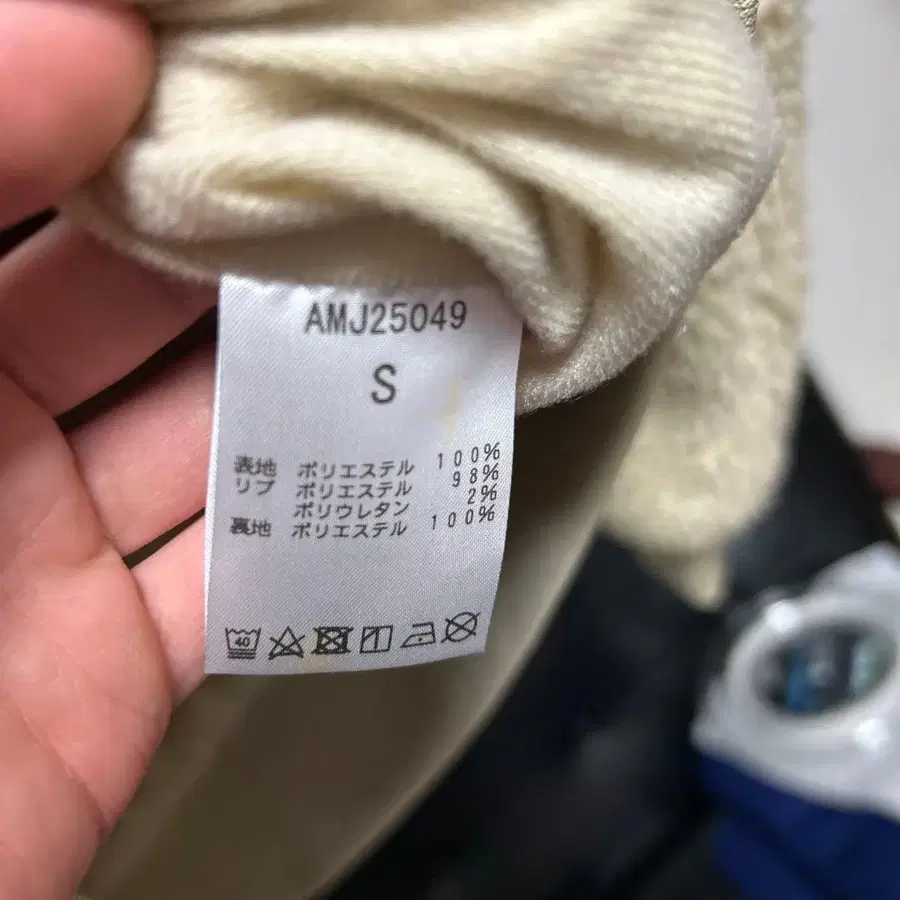 AMJ25049
S
表地 ポリエステル 100%
リブ ポリエステル 98%
ポリウレタン 2%
裏地 ポリエステル 100%
40